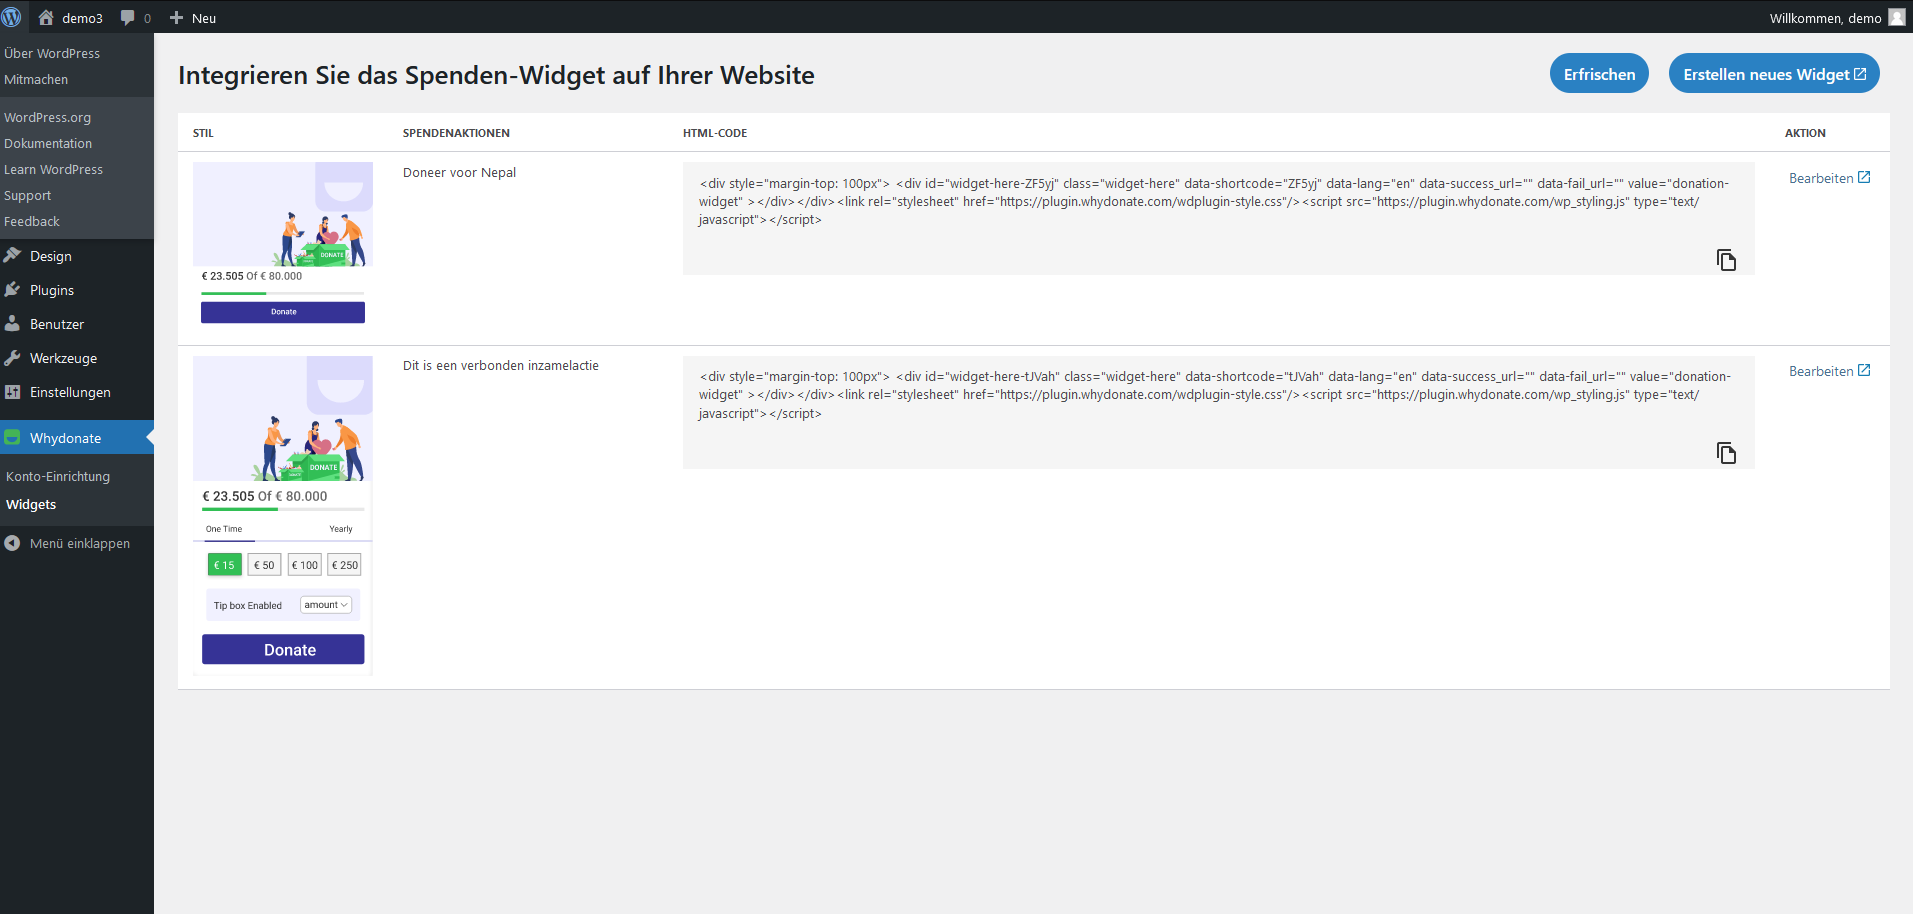 demo3
0
Neu
Willkommen, demo
Über WordPress
Mitmachen
WordPress.org
Dokumentation
Learn WordPress
Support
Feedback
Design
Plugins
Benutzer
Werkzeuge
Einstellungen
Whydonate
Konto-Einrichtung
Widgets
Menü einklappen
Integrieren Sie das Spenden-Widget auf Ihrer Website
Erfrischen
Erstellen neues Widget
STIL
SPENDENAKTIONEN
HTML-CODE
AKTION
DONATE
€ 23.505 Of € 80.000
Donate
Doneer voor Nepal
<div style="margin-top: 100px"> <div id="widget-here-ZF5yj" class="widget-here" data-shortcode="ZF5yj" data-lang="en" data-success_url="" data-fail_url="" value="donation-
widget" ></div></div><link rel="stylesheet" href="https://plugin.whydonate.com/wdplugin-style.css"/><script src="https://plugin.whydonate.com/wp_styling.js" type="text/
javascript"></script>
Bearbeiten
DONATE
€ 23.505 Of € 80.000
One Time
Yearly
€ 15
€ 50
€ 100
€ 250
Tip box Enabled
amount
Donate
Dit is een verbonden inzamelactie
<div style="margin-top: 100px"> <div id="widget-here-tJVah" class="widget-here" data-shortcode="tJVah" data-lang="en" data-success_url="" data-fail_url="" value="donation-
widget" ></div></div><link rel="stylesheet" href="https://plugin.whydonate.com/wdplugin-style.css"/><script src="https://plugin.whydonate.com/wp_styling.js" type="text/
javascript"></script>
Bearbeiten